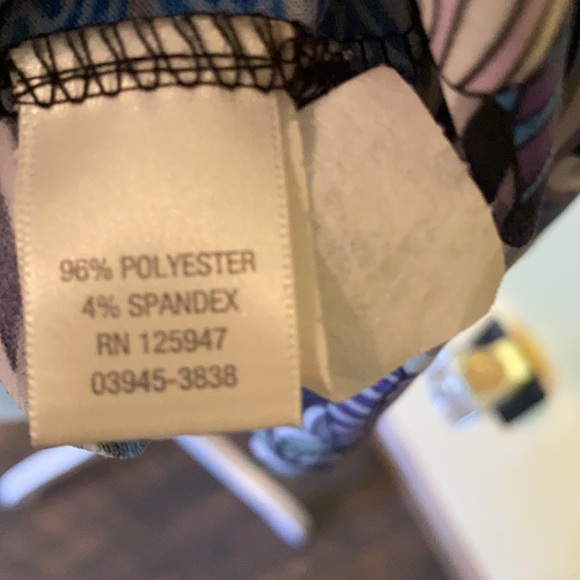 96% POLYESTER
4% SPANDEX
RN 125947
03945-3838